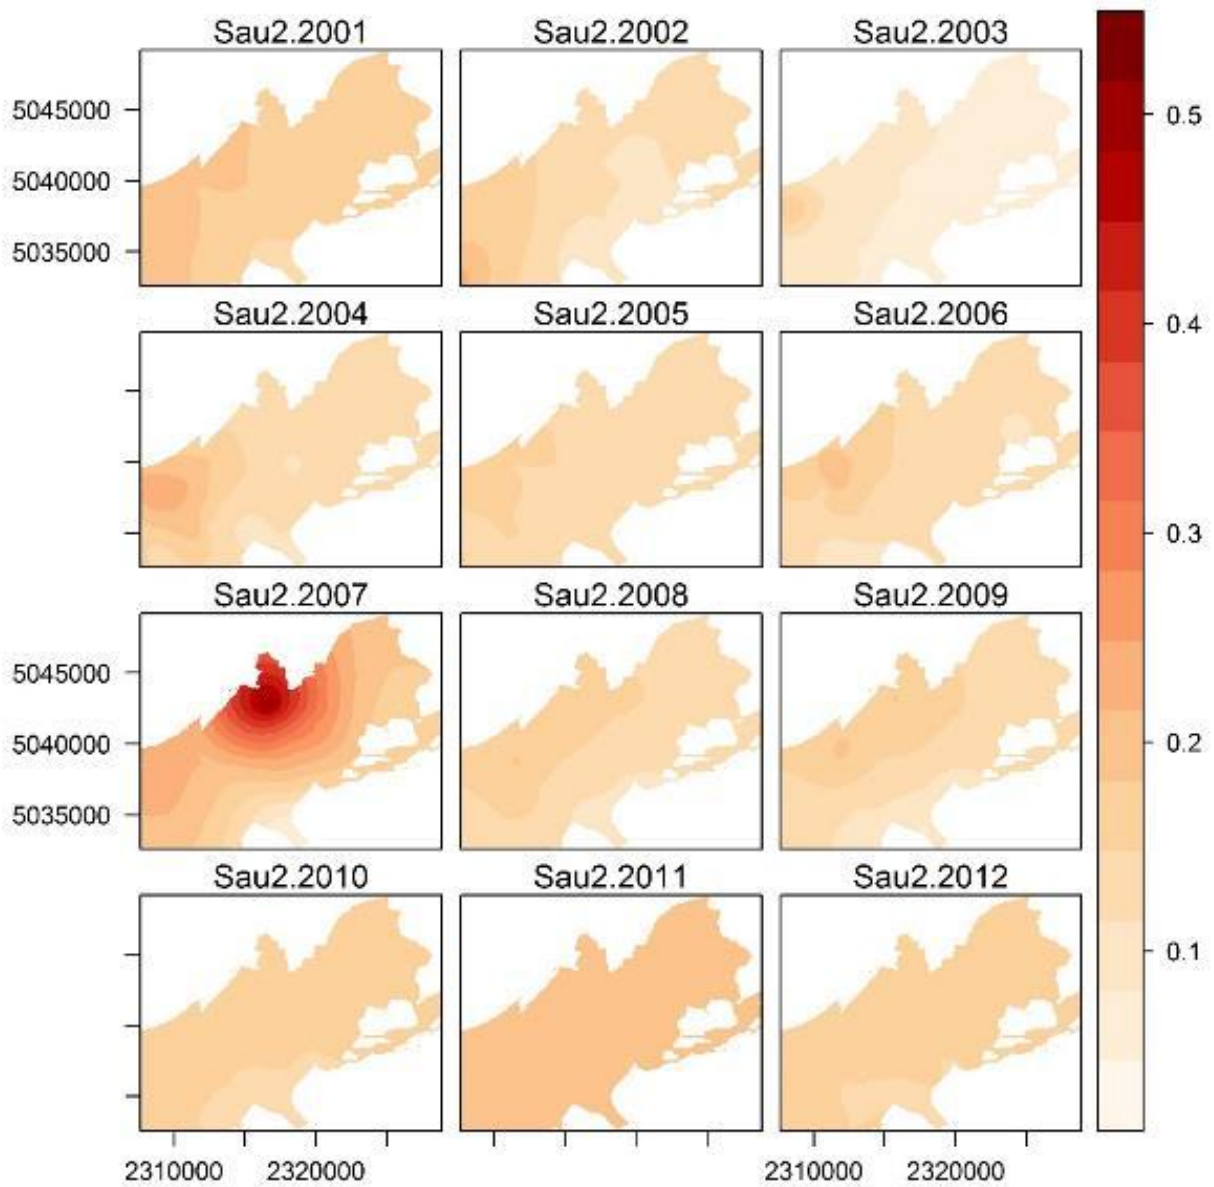 Sau2.2001 Sau2.2002 Sau2.2003
5045000
5040000
5035000
0.5
Sau2.2004 Sau2.2005 Sau2.2006
0.4
0.3
Sau2.2007 Sau2.2008 Sau2.2009
5045000
5040000
5035000
0.2
Sau2.2010 Sau2.2011 Sau2.2012
0.1
2310000 2320000 2310000 2320000